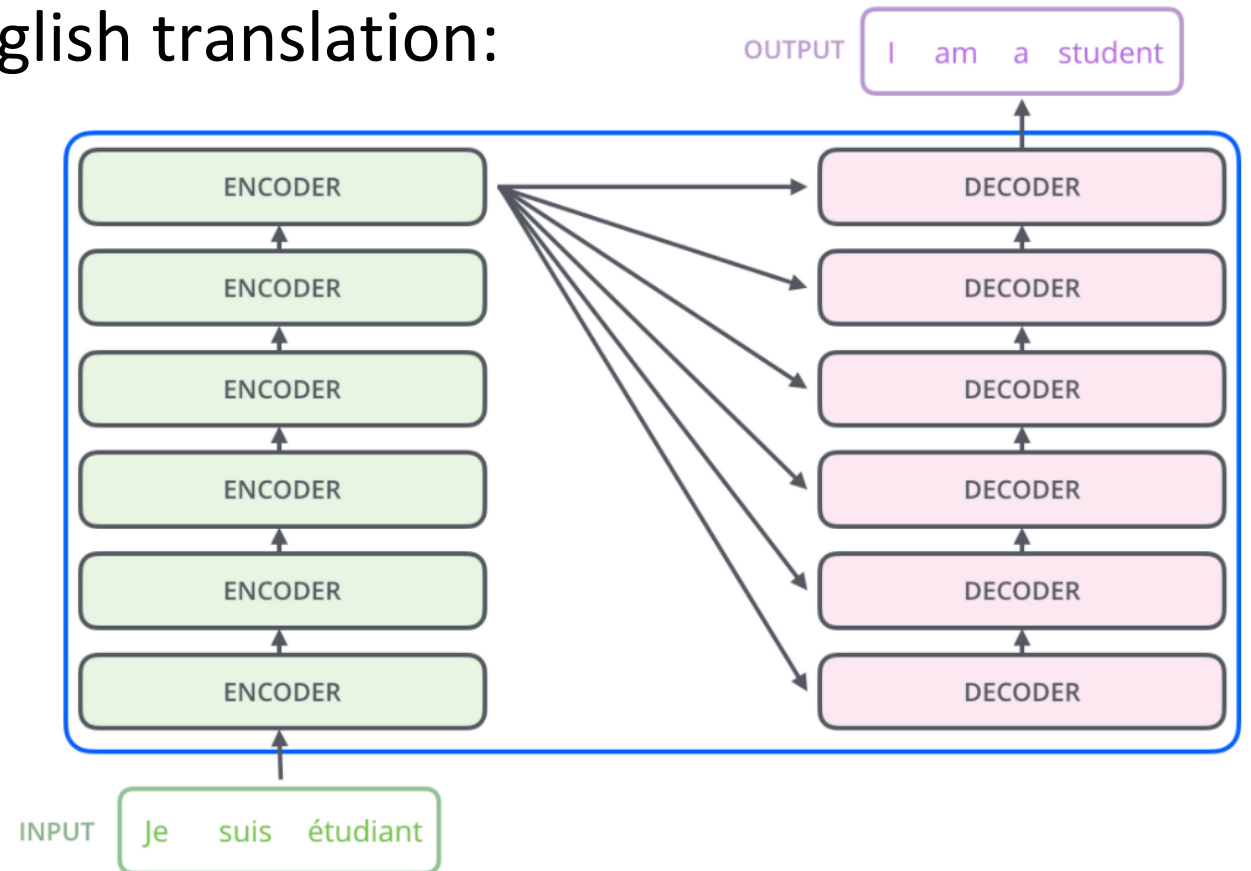 glish translation:
OUTPUT I am a student
ENCODER DECODER
ENCODER DECODER
ENCODER DECODER
ENCODER DECODER
ENCODER DECODER
ENCODER DECODER
INPUT Je suis étudiant